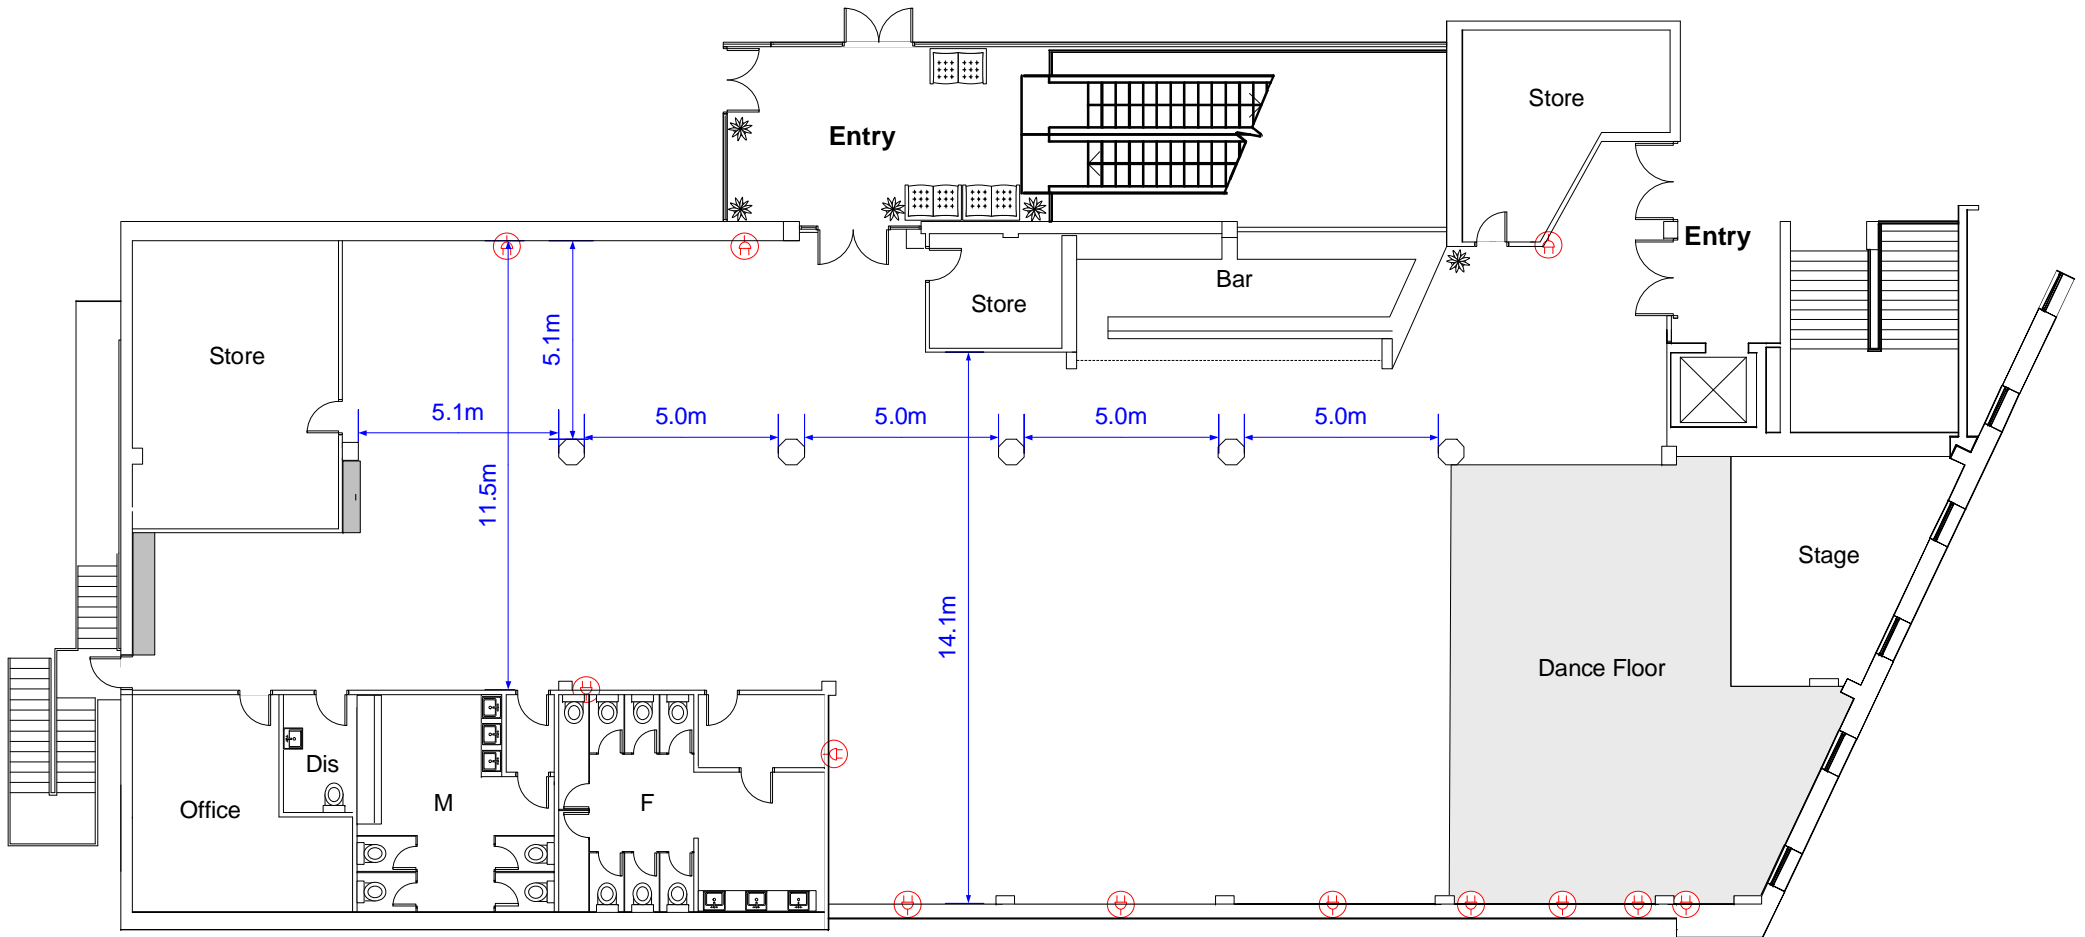 Store
Entry
Entry
Bar
Store
Store
5.1m
5.1m
5.0m
5.0m
5.0m
5.0m
11.5m
14.1m
Stage
Dance Floor
Dis
Office
M
F